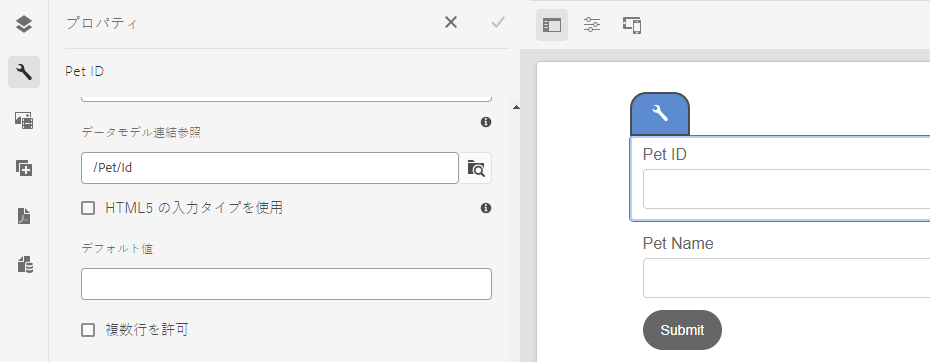 プロパティ
Pet ID
データモデル連結参照
/Pet/Id
HTML5 の入力タイプを使用
デフォルト値
複数行を許可
Pet ID
Pet Name
Submit